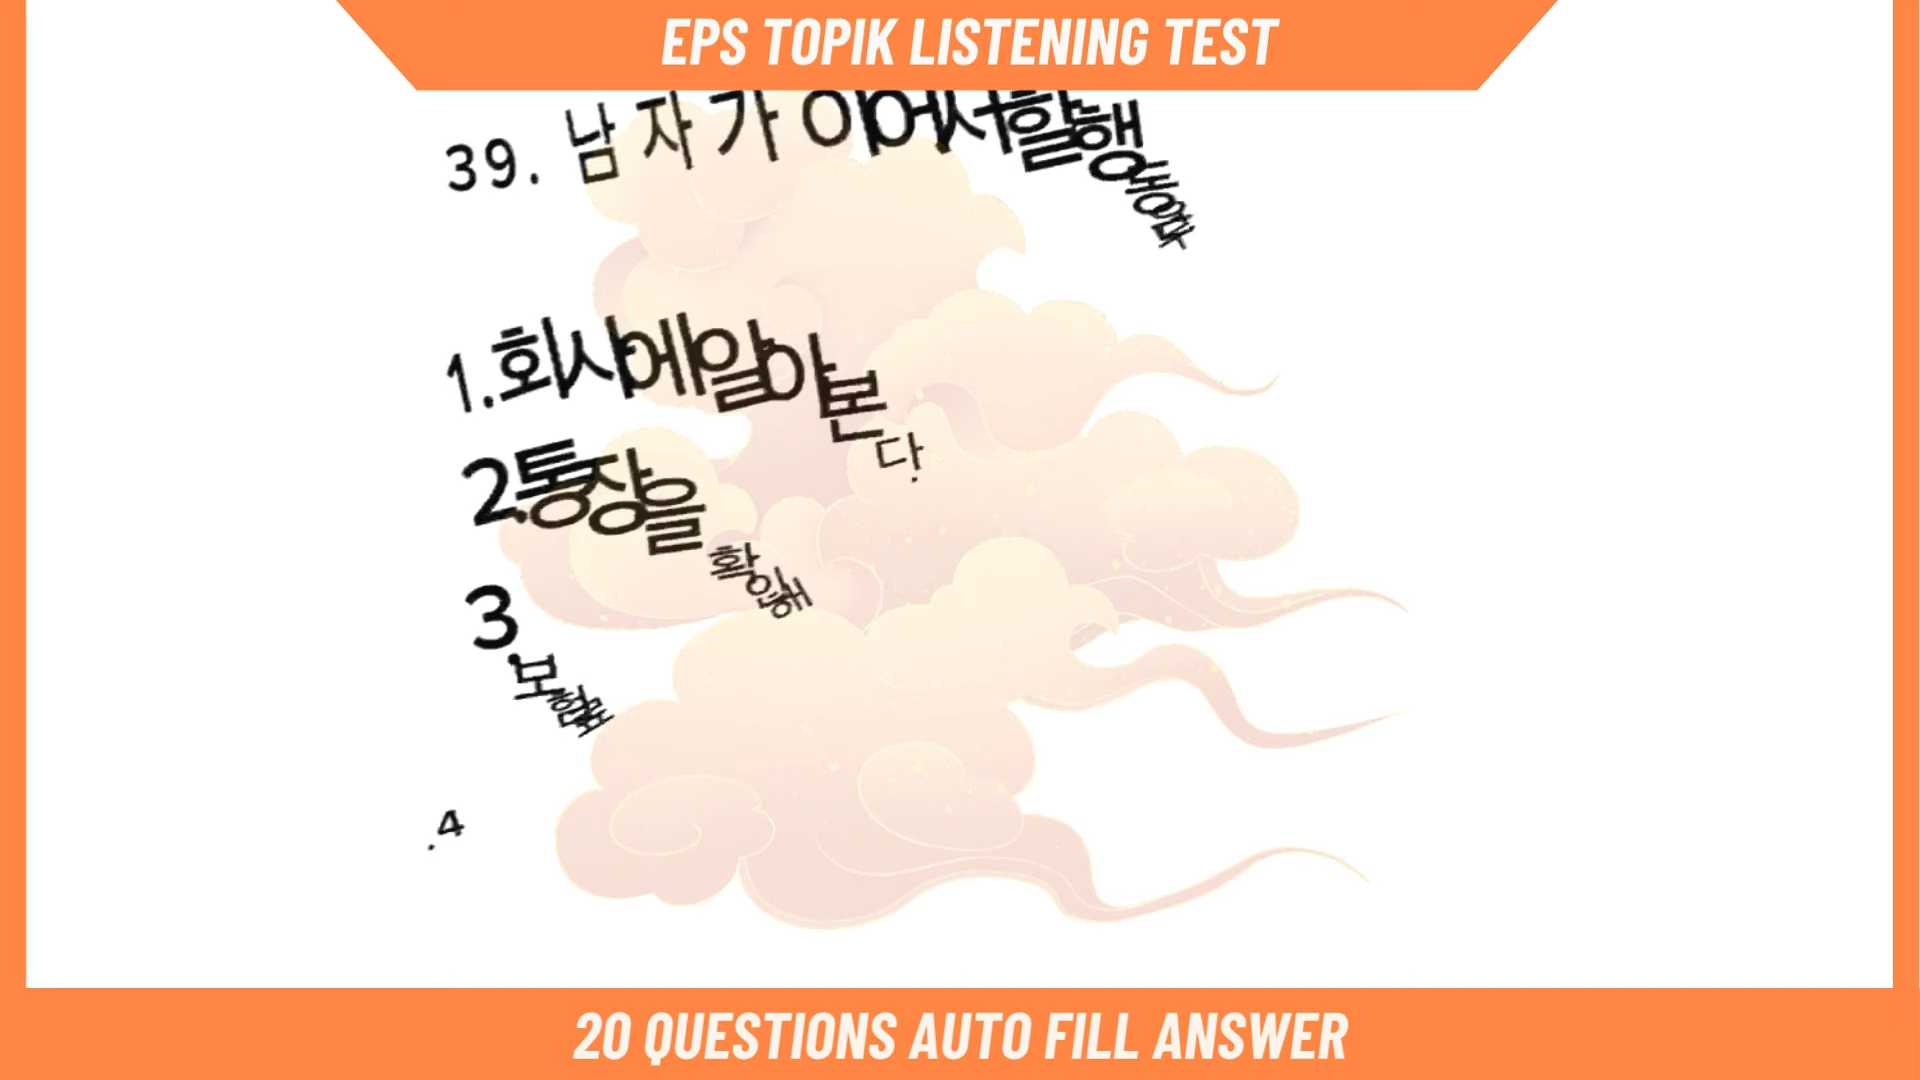 EPS TOPIK LISTENING TEST
39. 남자가 이어서 할 행동
1. 회사에 알아본다.
2. 통장을 확인해
3. 보험료
4.
20 QUESTIONS AUTO FILL ANSWER